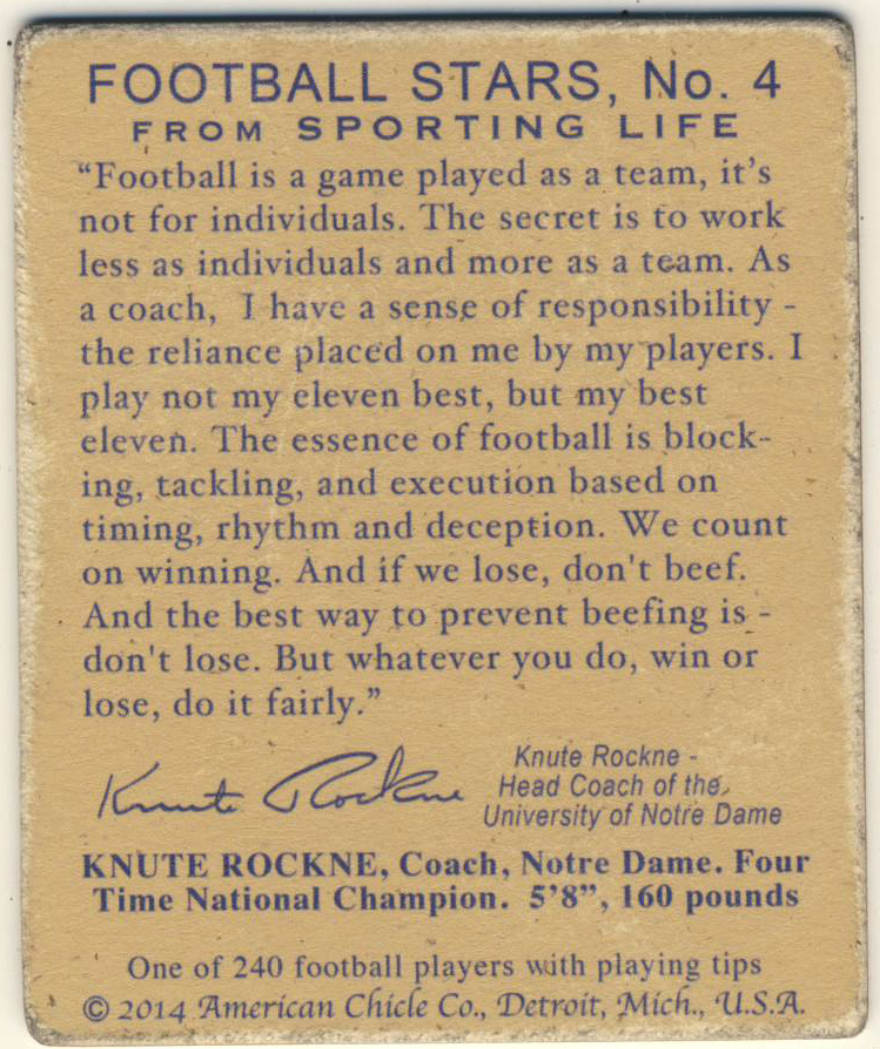 FOOTBALL STARS, No. 4
FROM SPORTING LIFE
“Football is a game played as a team, it’s
not for individuals. The secret is to work
less as individuals and more as a team. As
a coach, I have a sense of responsibility -
the reliance placed on me by my players. I
play not my eleven best, but my best
eleven. The essence of football is block-
ing, tackling, and execution based on
timing, rhythm and deception. We count
on winning. And if we lose, don't beef.
And the best way to prevent beefing is -
don't lose. But whatever you do, win or
lose, do it fairly.”
Knute Rockne
Knute Rockne -
Head Coach of the
University of Notre Dame
KNUTE ROCKNE, Coach, Notre Dame. Four
Time National Champion. 5’8”, 160 pounds
One of 240 football players with playing tips
© 2014 American Chicle Co., Detroit, Mich., U.S.A.